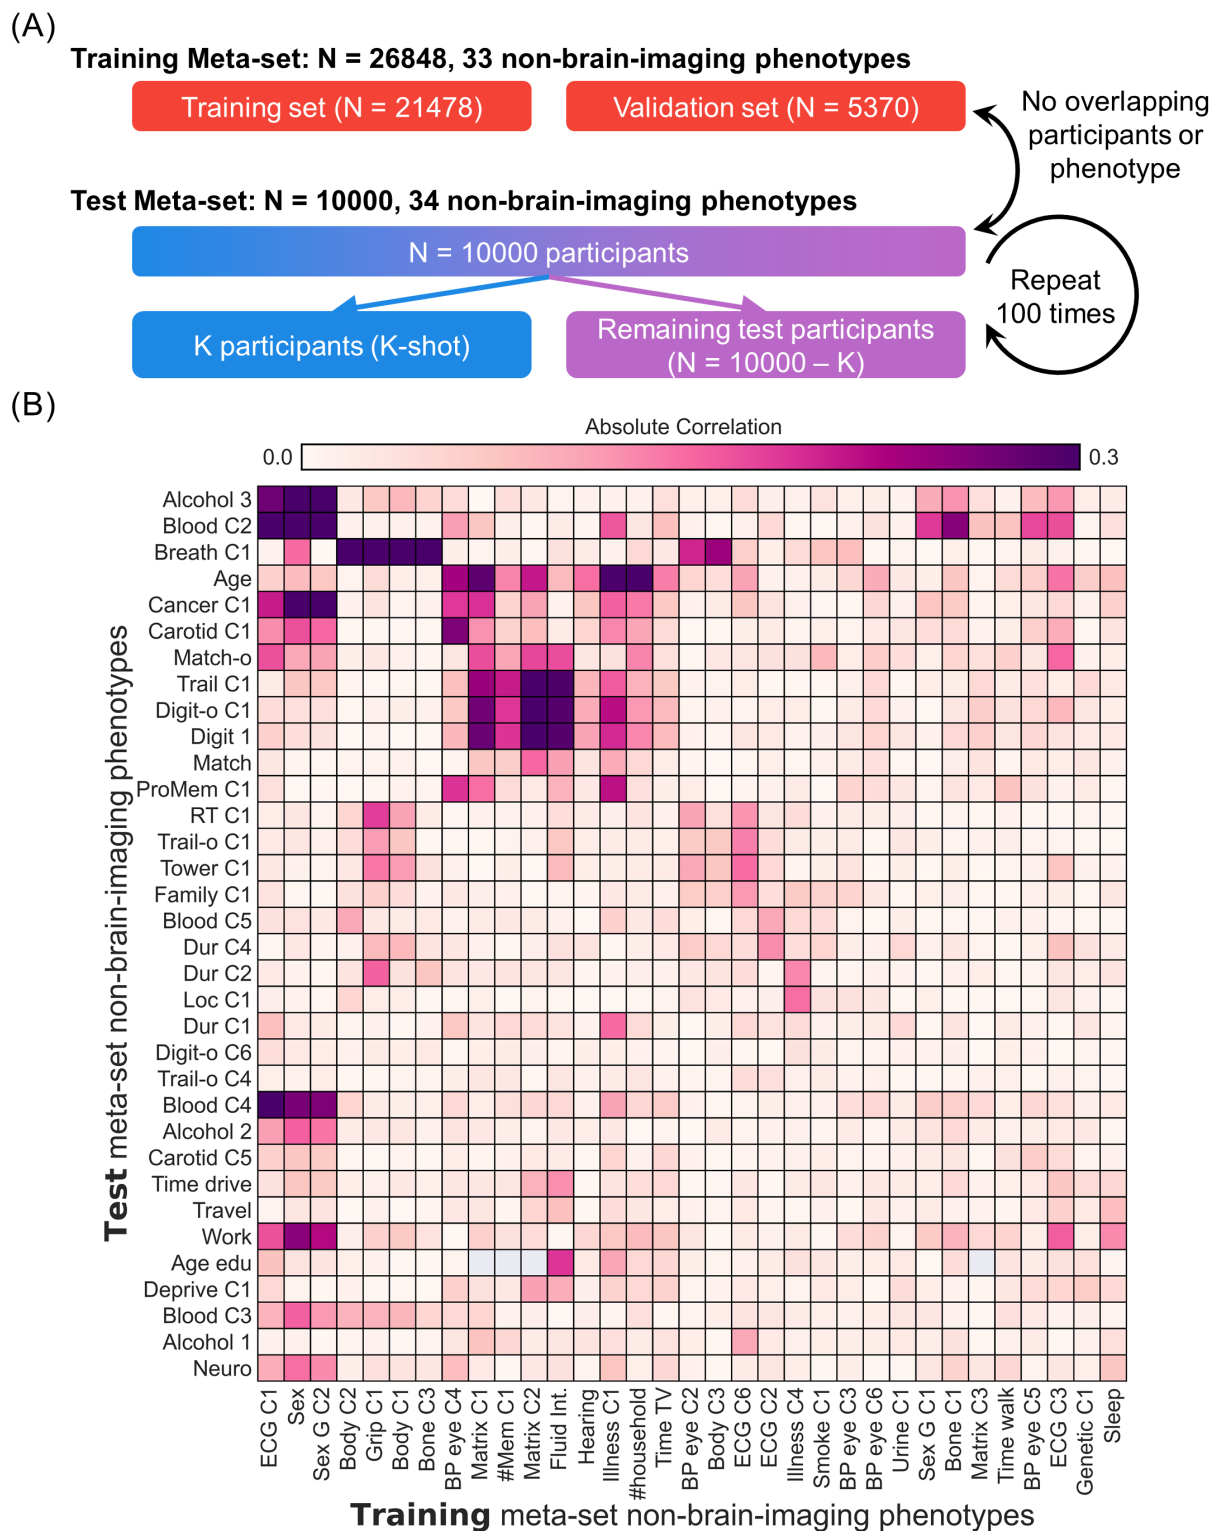 (A)
Training Meta-set: N = 26848, 33 non-brain-imaging phenotypes
Training set (N = 21478)
Validation set (N = 5370)
No overlapping
participants or
phenotype
Test Meta-set: N = 10000, 34 non-brain-imaging phenotypes
N = 10000 participants
Repeat
100 times
K participants (K-shot)
Remaining test participants
(N = 10000 – K)
(B)
Absolute Correlation
0.0
0.3
Test meta-set non-brain-imaging phenotypes
Alcohol 3
Blood C2
Breath C1
Age
Cancer C1
Carotid C1
Match-o
Trail C1
Digit-o C1
Digit 1
Match
ProMem C1
RT C1
Trail-o C1
Tower C1
Family C1
Blood C5
Dur C4
Dur C2
Loc C1
Dur C1
Digit-o C6
Trail-o C4
Blood C4
Alcohol 2
Carotid C5
Time drive
Travel
Work
Age edu
Deprive C1
Blood C3
Alcohol 1
Neuro
ECG C1
Sex
Sex G C2
Body C2
Grip C1
Body C1
Bone C3
BP eye C4
Matrix C1
#Mem C1
Matrix C2
Fluid Int.
Hearing
Illness C1
#household
Time TV
BP eye C2
Body C3
ECG C6
ECG C2
Illness C4
Smoke C1
BP eye C3
BP eye C6
Urine C1
Sex G C1
Bone C1
Matrix C3
Time walk
BP eye C5
ECG C3
Genetic C1
Sleep
Training meta-set non-brain-imaging phenotypes